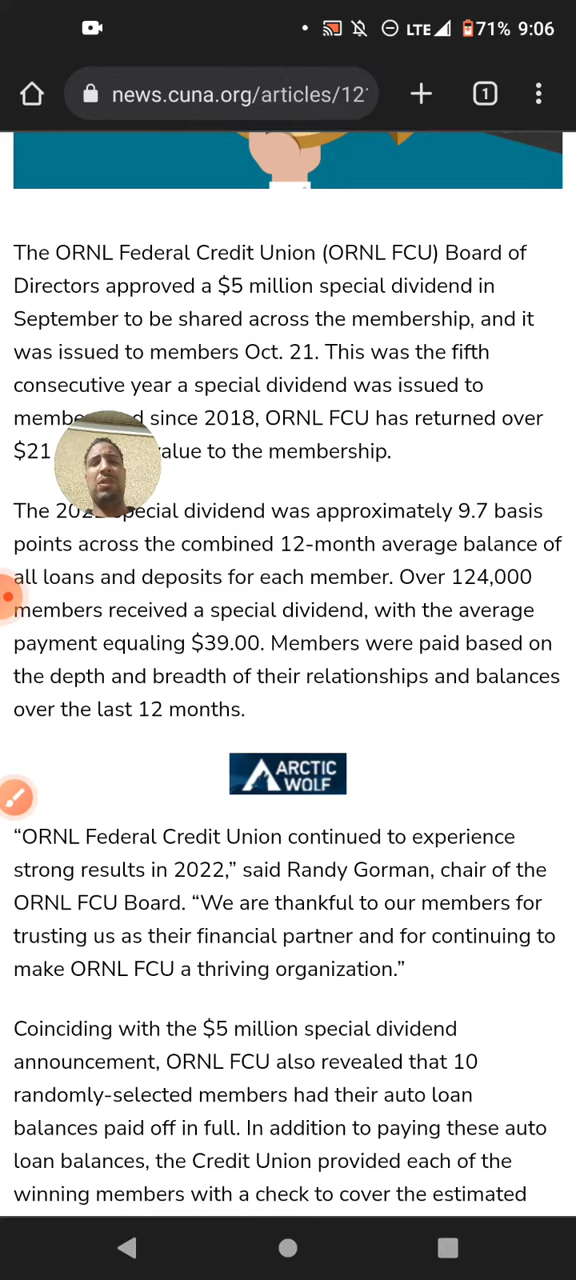 LTE 71% 9:06
news.cuna.org/articles/12
1
The ORNL Federal Credit Union (ORNL FCU) Board of
Directors approved a $5 million special dividend in
September to be shared across the membership, and it
was issued to members Oct. 21. This was the fifth
consecutive year a special dividend was issued to
since 2018, ORNL FCU has returned over
$21 to the membership.
The special dividend was approximately 9.7 basis
points across the combined 12-month average balance of
all loans and deposits for each member. Over 124,000
members received a special dividend, with the average
payment equaling $39.00. Members were paid based on
the depth and breadth of their relationships and balances
over the last 12 months.
ARCTIC
WOLF
“ORNL Federal Credit Union continued to experience
strong results in 2022,” said Randy Gorman, chair of the
ORNL FCU Board. “We are thankful to our members for
trusting us as their financial partner and for continuing to
make ORNL FCU a thriving organization.”
Coinciding with the $5 million special dividend
announcement, ORNL FCU also revealed that 10
randomly-selected members had their auto loan
balances paid off in full. In addition to paying these auto
loan balances, the Credit Union provided each of the
winning members with a check to cover the estimated